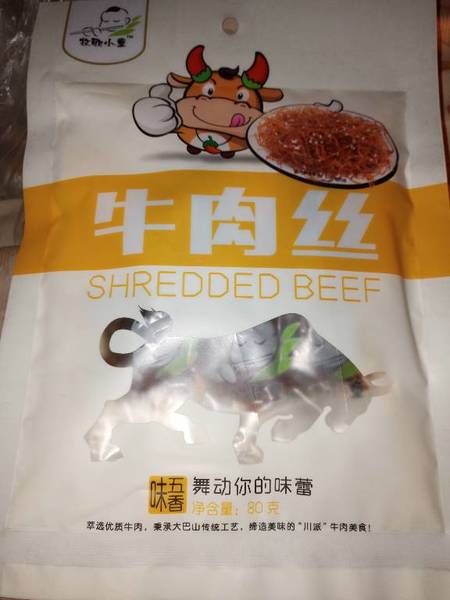 牧歌小童™
牛肉丝
SHREDDED BEEF
五香味
舞动你的味蕾
净含量：80克
萃选优质牛肉，秉承大巴山传统工艺，缔造美味的“川派”牛肉美食！